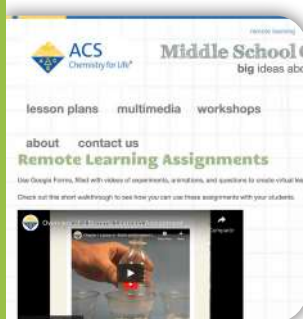 remote learning
ACS
Chemistry for Life®
Middle School C
big ideas abo
lesson plans multimedia workshops
about contact us
Remote Learning Assignments
Use Google Forms, filled with videos of experiments, animations, and questions to create virtual les
Check out this short walkthrough to see how you can use these assignments with your students.